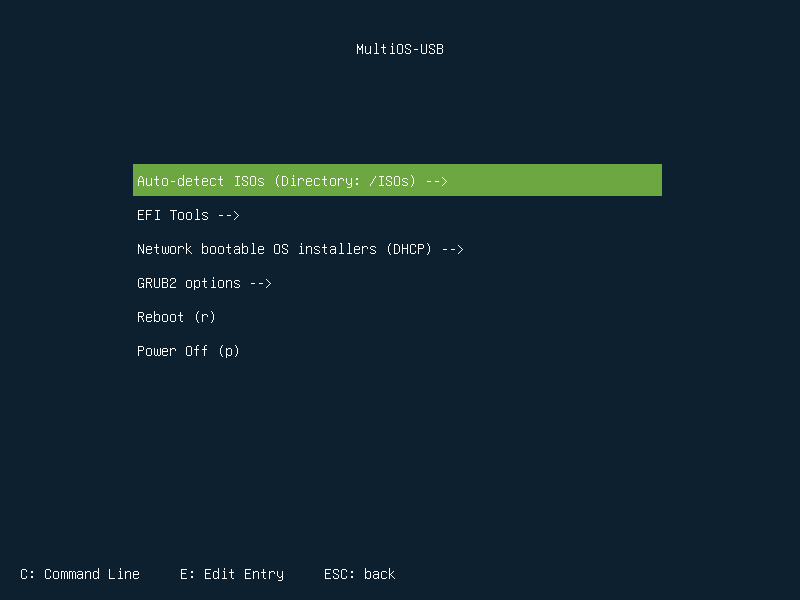 MultiOS-USB
Auto-detect ISOs (Directory: /ISOs) -->
EFI Tools -->
Network bootable OS installers (DHCP) -->
GRUB2 options -->
Reboot (r)
Power Off (p)
C: Command Line E: Edit Entry ESC: back